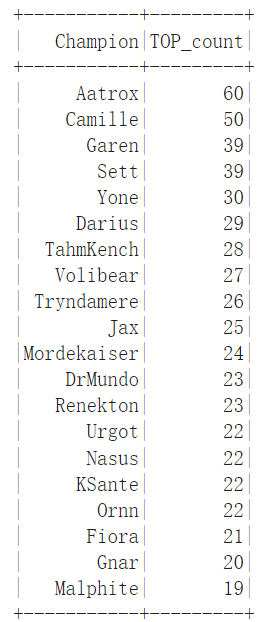 +-----------+---------+
|   Champion|TOP_count|
+-----------+---------+
|     Aatrox|       60|
|    Camille|       50|
|      Garen|       39|
|       Sett|       39|
|       Yone|       30|
|     Darius|       29|
|  TahmKench|       28|
|   Volibear|       27|
| Tryndamere|       26|
|        Jax|       25|
|Mordekaiser|       24|
|    DrMundo|       23|
|   Renekton|       23|
|      Urgot|       22|
|      Nasus|       22|
|     KSante|       22|
|       Ornn|       22|
|      Fiora|       21|
|       Gnar|       20|
|   Malphite|       19|
+-----------+---------+